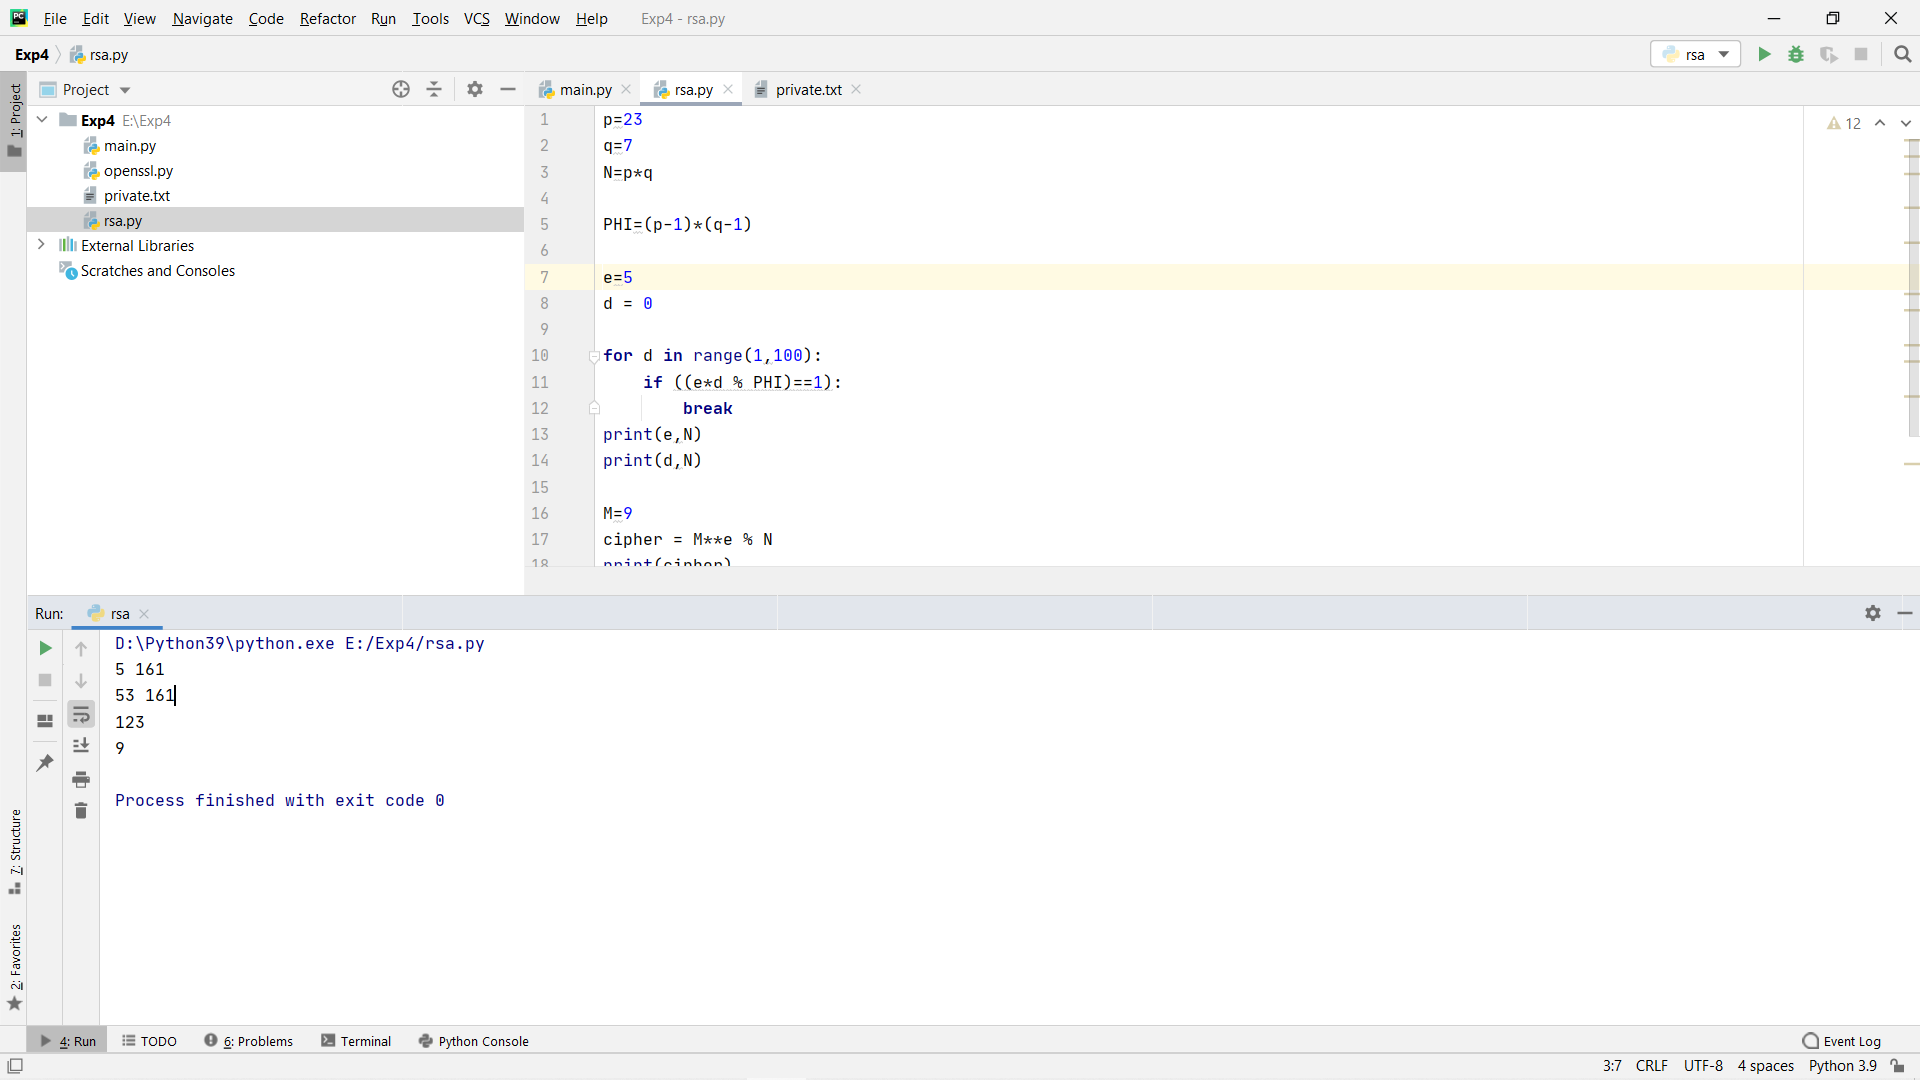 PC File Edit View Navigate Code Refactor Run Tools VCS Window Help Exp4 - rsa.py
Exp4 rsa.py
rsa
1: Project
Project
main.py rsa.py private.txt
Exp4 E:\Exp4
main.py
openssl.py
private.txt
rsa.py
External Libraries
Scratches and Consoles
12
1 p=23
2 q=7
3 N=p*q
4
5 PHI=(p-1)*(q-1)
6
7 e=5
8 d = 0
9
10 for d in range(1,100):
11 if ((e*d % PHI)==1):
12 break
13 print(e,N)
14 print(d,N)
15
16 M=9
17 cipher = M**e % N
18 print(cipher)
Run: rsa
D:\Python39\python.exe E:/Exp4/rsa.py
5 161
53 161
123
9
Process finished with exit code 0
7: Structure
2: Favorites
4: Run TODO 6: Problems Terminal Python Console Event Log
3:7 CRLF UTF-8 4 spaces Python 3.9